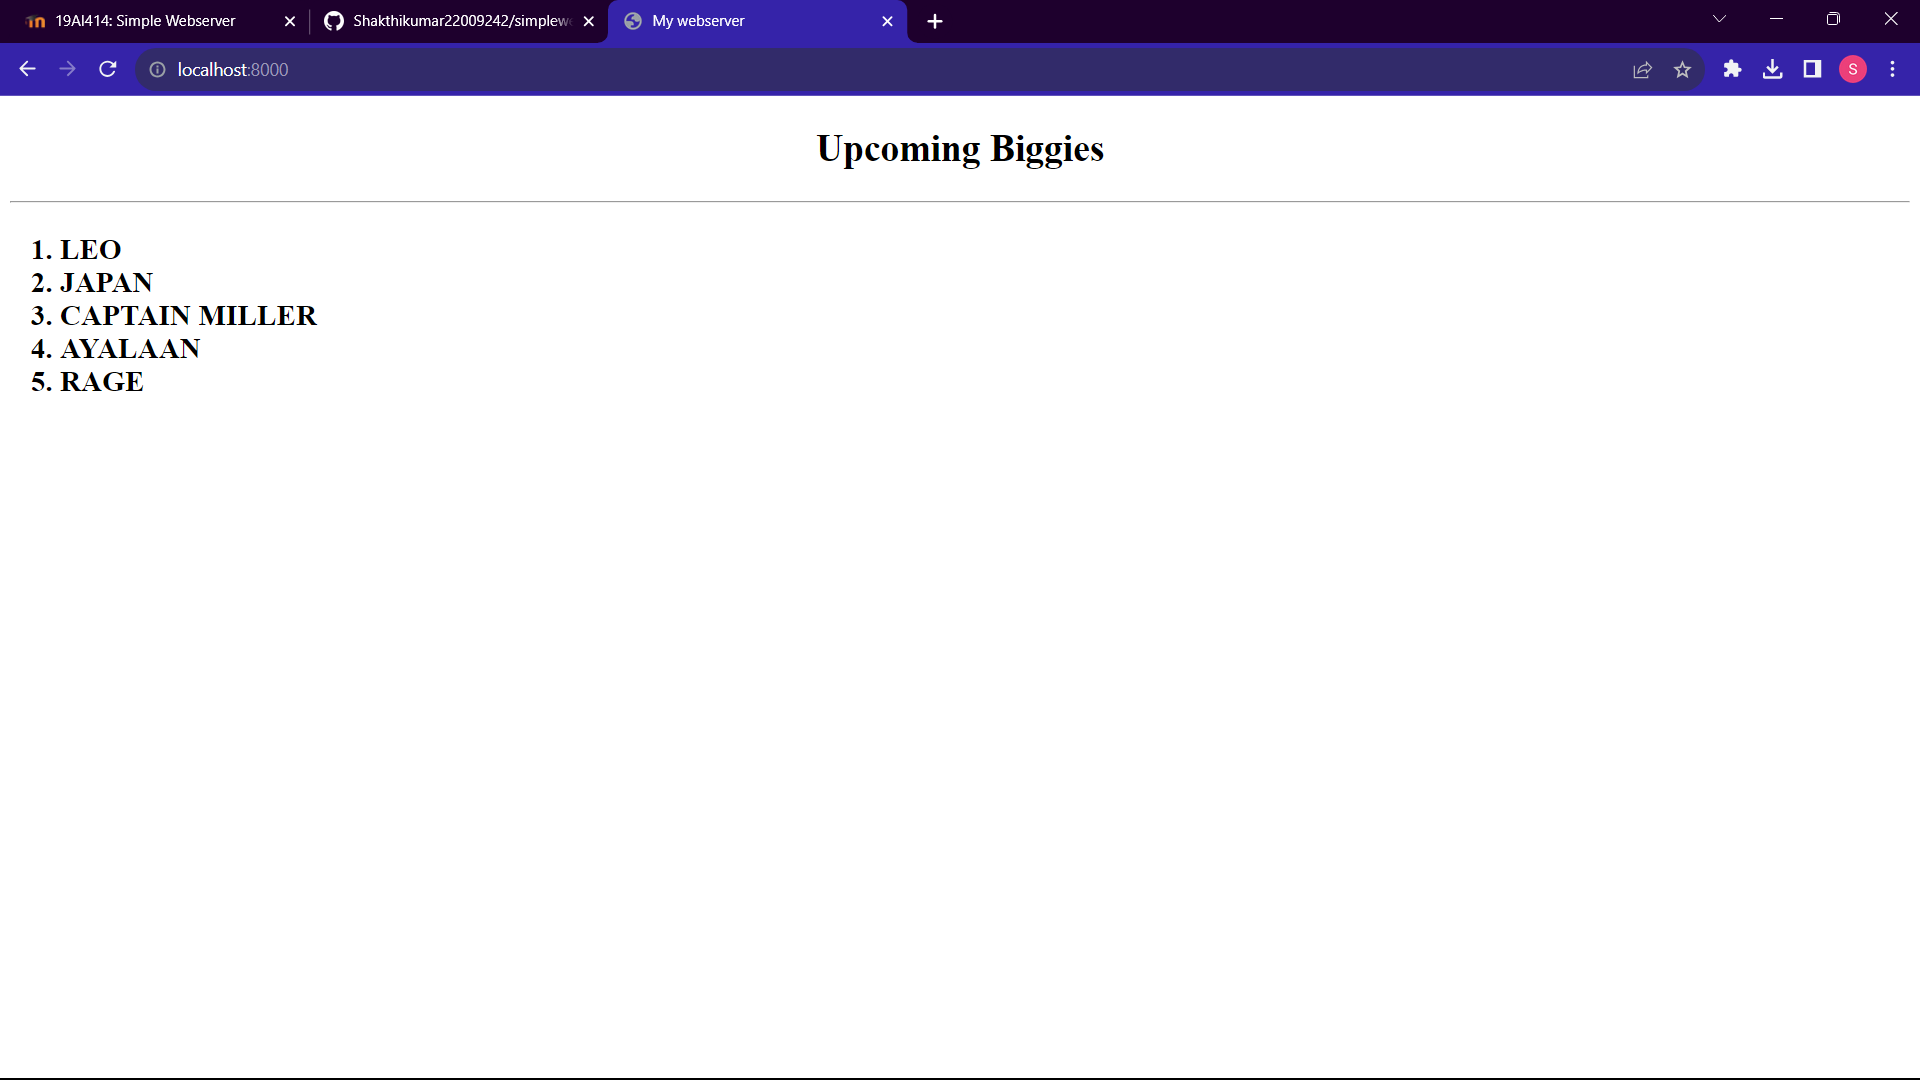 19AI414: Simple Webserver
Shakthikumar22009242/simplew
My webserver
localhost:8000
S
Upcoming Biggies
1. LEO
2. JAPAN
3. CAPTAIN MILLER
4. AYALAAN
5. RAGE